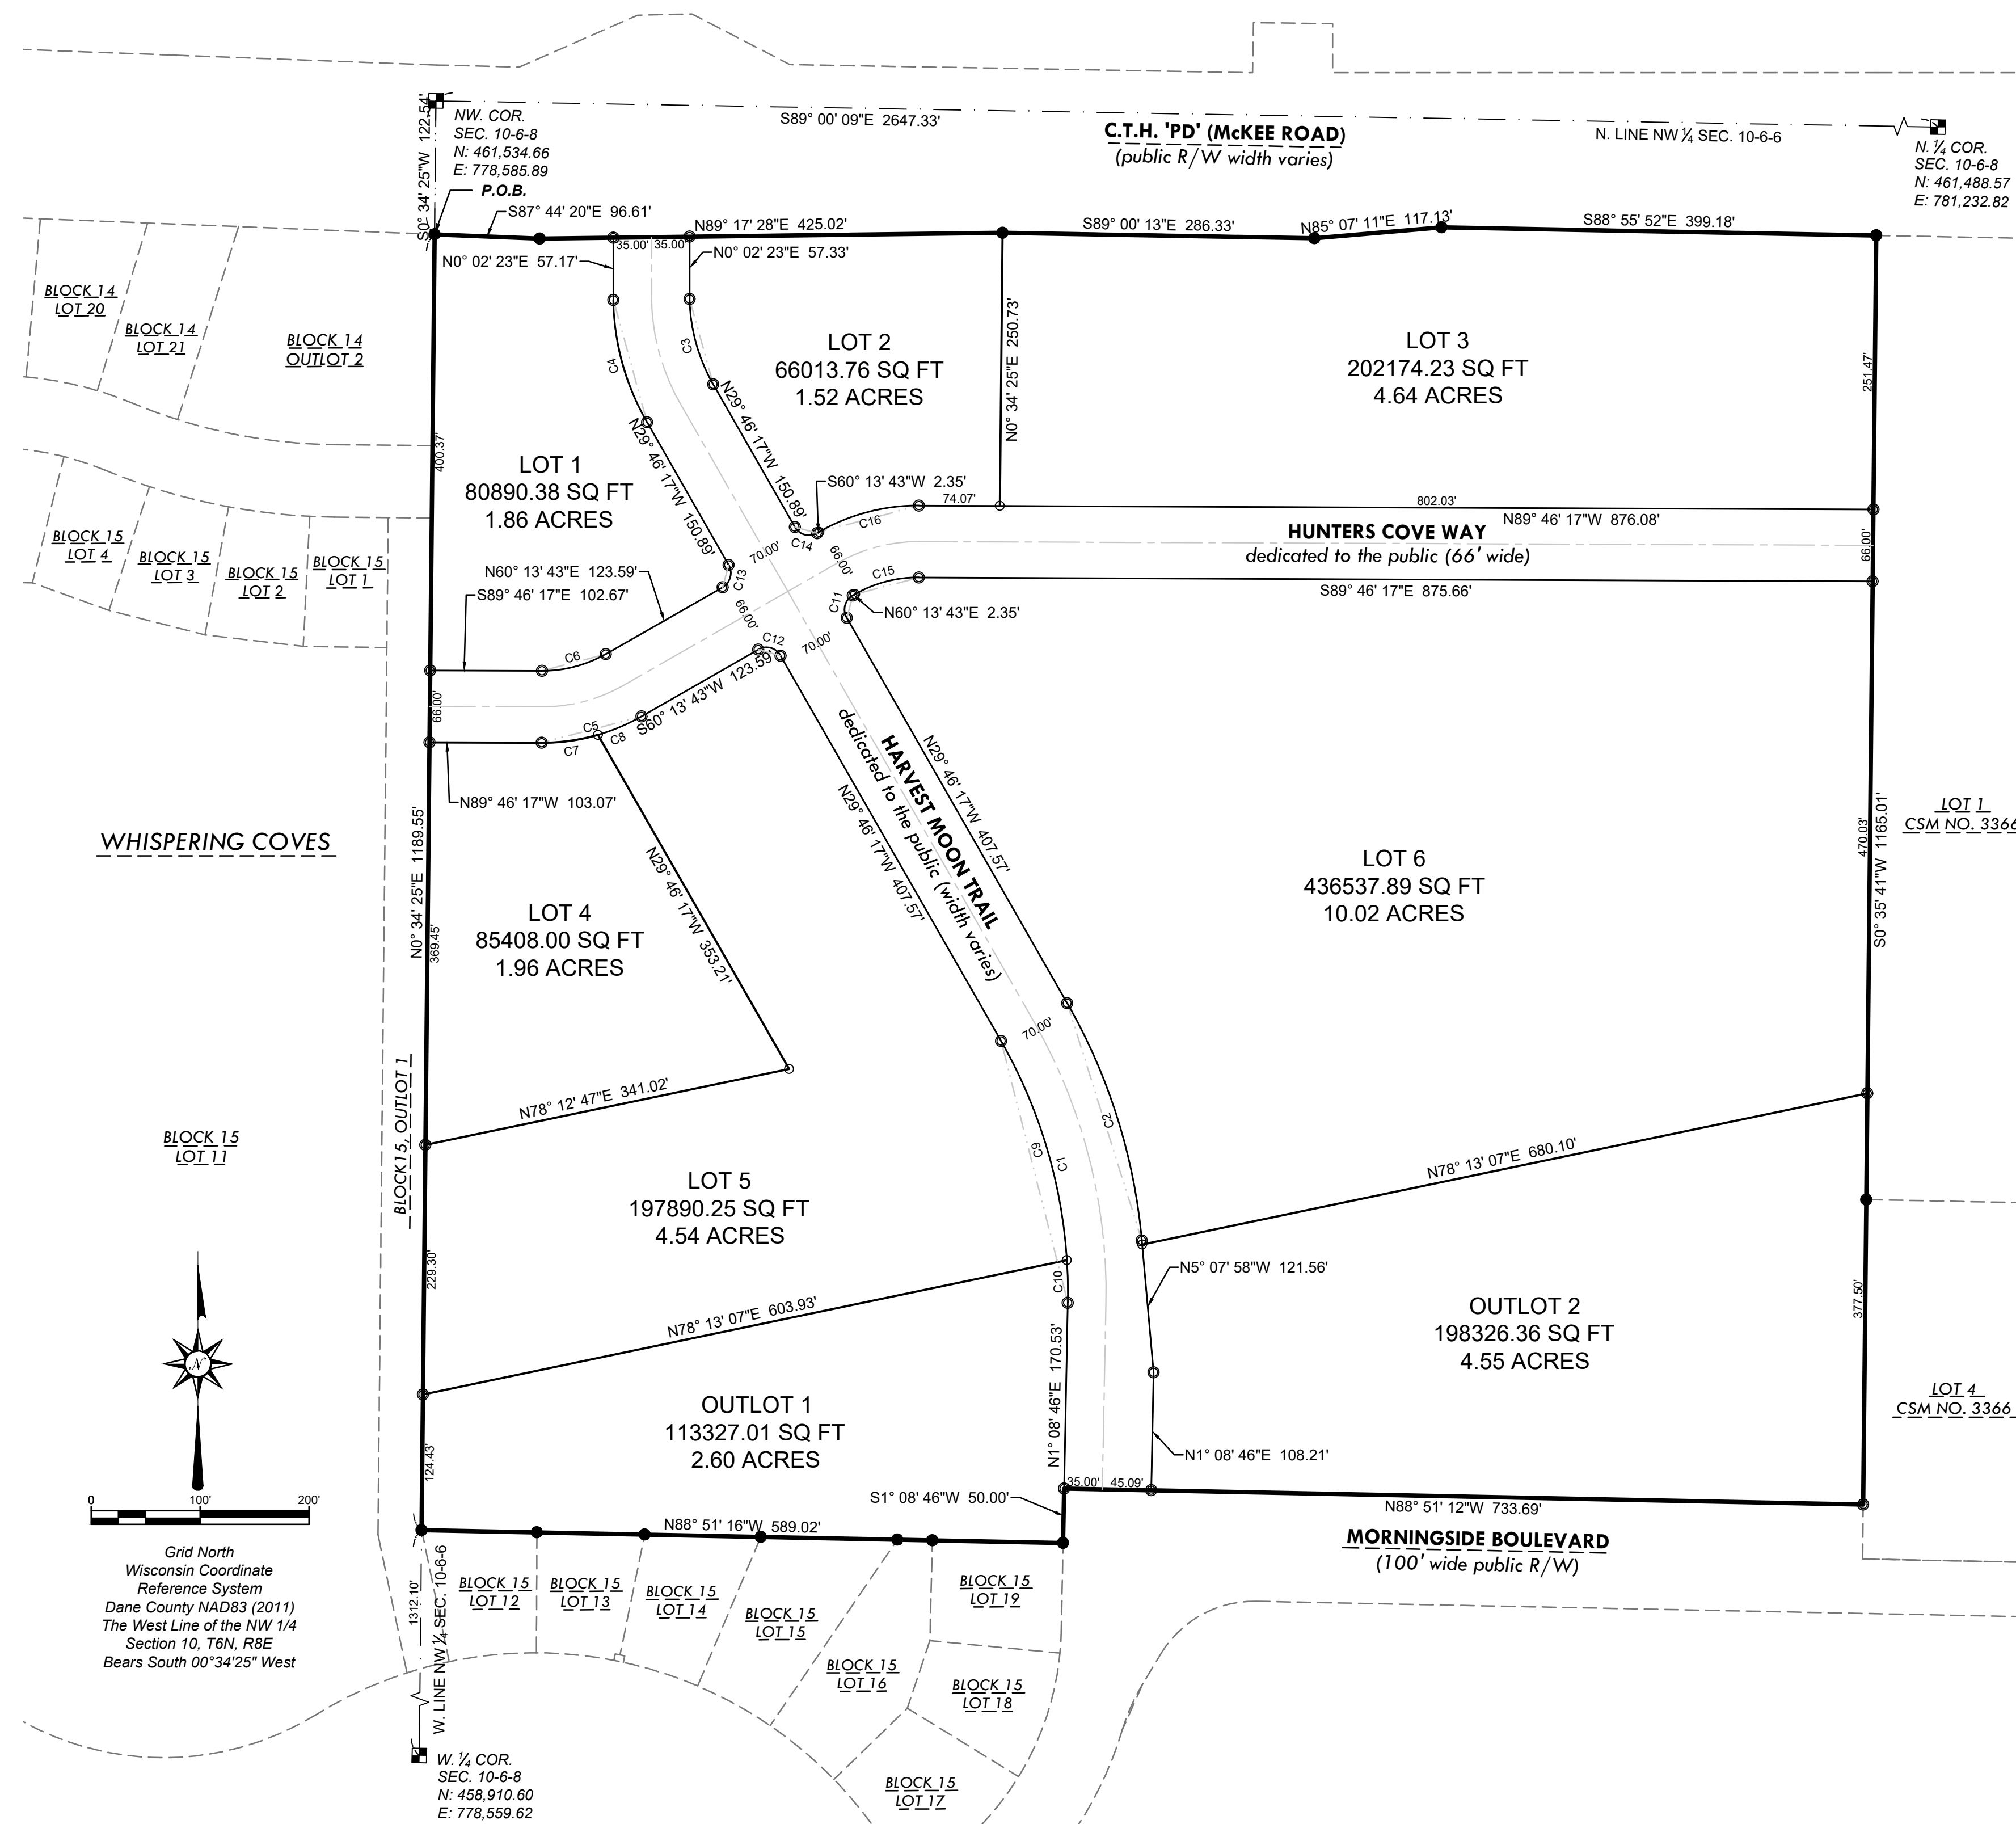 S0° 34' 25"W 122.54'
NW. COR.
SEC. 10-6-8
N: 461,534.66
E: 778,585.89
P.O.B.
S89° 00' 09"E 2647.33'
C.T.H. 'PD' (McKEE ROAD)
(public R/W width varies)
N. LINE NW ¼ SEC. 10-6-6
N. ¼ COR.
SEC. 10-6-8
N: 461,488.57
E: 781,232.82
S87° 44' 20"E 96.61'
N89° 17' 28"E 425.02'
35.00'
35.00'
S89° 00' 13"E 286.33'
N85° 07' 11"E 117.13'
S88° 55' 52"E 399.18'
N0° 02' 23"E 57.17'
N0° 02' 23"E 57.33'
BLOCK 14
LOT 20
BLOCK 14
LOT 21
BLOCK 14
OUTLOT 2
C4
C3
LOT 2
66013.76 SQ FT
1.52 ACRES
N0° 34' 25"E 250.73'
LOT 3
202174.23 SQ FT
4.64 ACRES
251.47'
400.37'
LOT 1
80890.38 SQ FT
1.86 ACRES
N29° 46' 17"W 150.89'
N29° 46' 17"W 150.89'
S60° 13' 43"W 2.35'
74.07'
C16
C14
802.03'
N89° 46' 17"W 876.08'
HUNTERS COVE WAY
dedicated to the public (66' wide)
66.00'
S89° 46' 17"E 875.66'
BLOCK 15
LOT 4
BLOCK 15
LOT 3
BLOCK 15
LOT 2
BLOCK 15
LOT 1
N60° 13' 43"E 123.59'
S89° 46' 17"E 102.67'
C13
70.00'
66.00'
C15
C11
N60° 13' 43"E 2.35'
66.00'
C6
C12
70.00'
66.00'
C5
C7
C8
S60° 13' 43"W 123.59'
N89° 46' 17"W 103.07'
WHISPERING COVES
N0° 34' 25"E 1189.55'
369.45'
LOT 4
85408.00 SQ FT
1.96 ACRES
N29° 46' 17"W 353.21'
N29° 46' 17"W 407.57'
HARVEST MOON TRAIL
dedicated to the public (width varies)
N29° 46' 17"W 407.57'
LOT 6
436537.89 SQ FT
10.02 ACRES
470.03'
S0° 35' 41"W 1165.01'
LOT 1
CSM NO. 3366
70.00'
N78° 12' 47"E 341.02'
BLOCK15, OUTLOT 1
BLOCK 15
LOT 11
C9
C1
C2
N78° 13' 07"E 680.10'
LOT 5
197890.25 SQ FT
4.54 ACRES
229.30'
N78° 13' 07"E 603.93'
C10
N5° 07' 58"W 121.56'
OUTLOT 2
198326.36 SQ FT
4.55 ACRES
377.50'
N
OUTLOT 1
113327.01 SQ FT
2.60 ACRES
124.43'
N1° 08' 46"E 170.53'
N1° 08' 46"E 108.21'
LOT 4
CSM NO. 3366
35.00'
45.09'
S1° 08' 46"W 50.00'
N88° 51' 12"W 733.69'
N88° 51' 16"W 589.02'
MORNINGSIDE BOULEVARD
(100' wide public R/W)
0 100' 200'
Grid North
Wisconsin Coordinate
Reference System
Dane County NAD83 (2011)
The West Line of the NW 1/4
Section 10, T6N, R8E
Bears South 00°34'25" West
1312.10'
W. LINE NW ¼ SEC. 10-6-6
BLOCK 15
LOT 12
BLOCK 15
LOT 13
BLOCK 15
LOT 14
BLOCK 15
LOT 15
BLOCK 15
LOT 16
BLOCK 15
LOT 19
BLOCK 15
LOT 18
BLOCK 15
LOT 17
W. ¼ COR.
SEC. 10-6-8
N: 458,910.60
E: 778,559.62